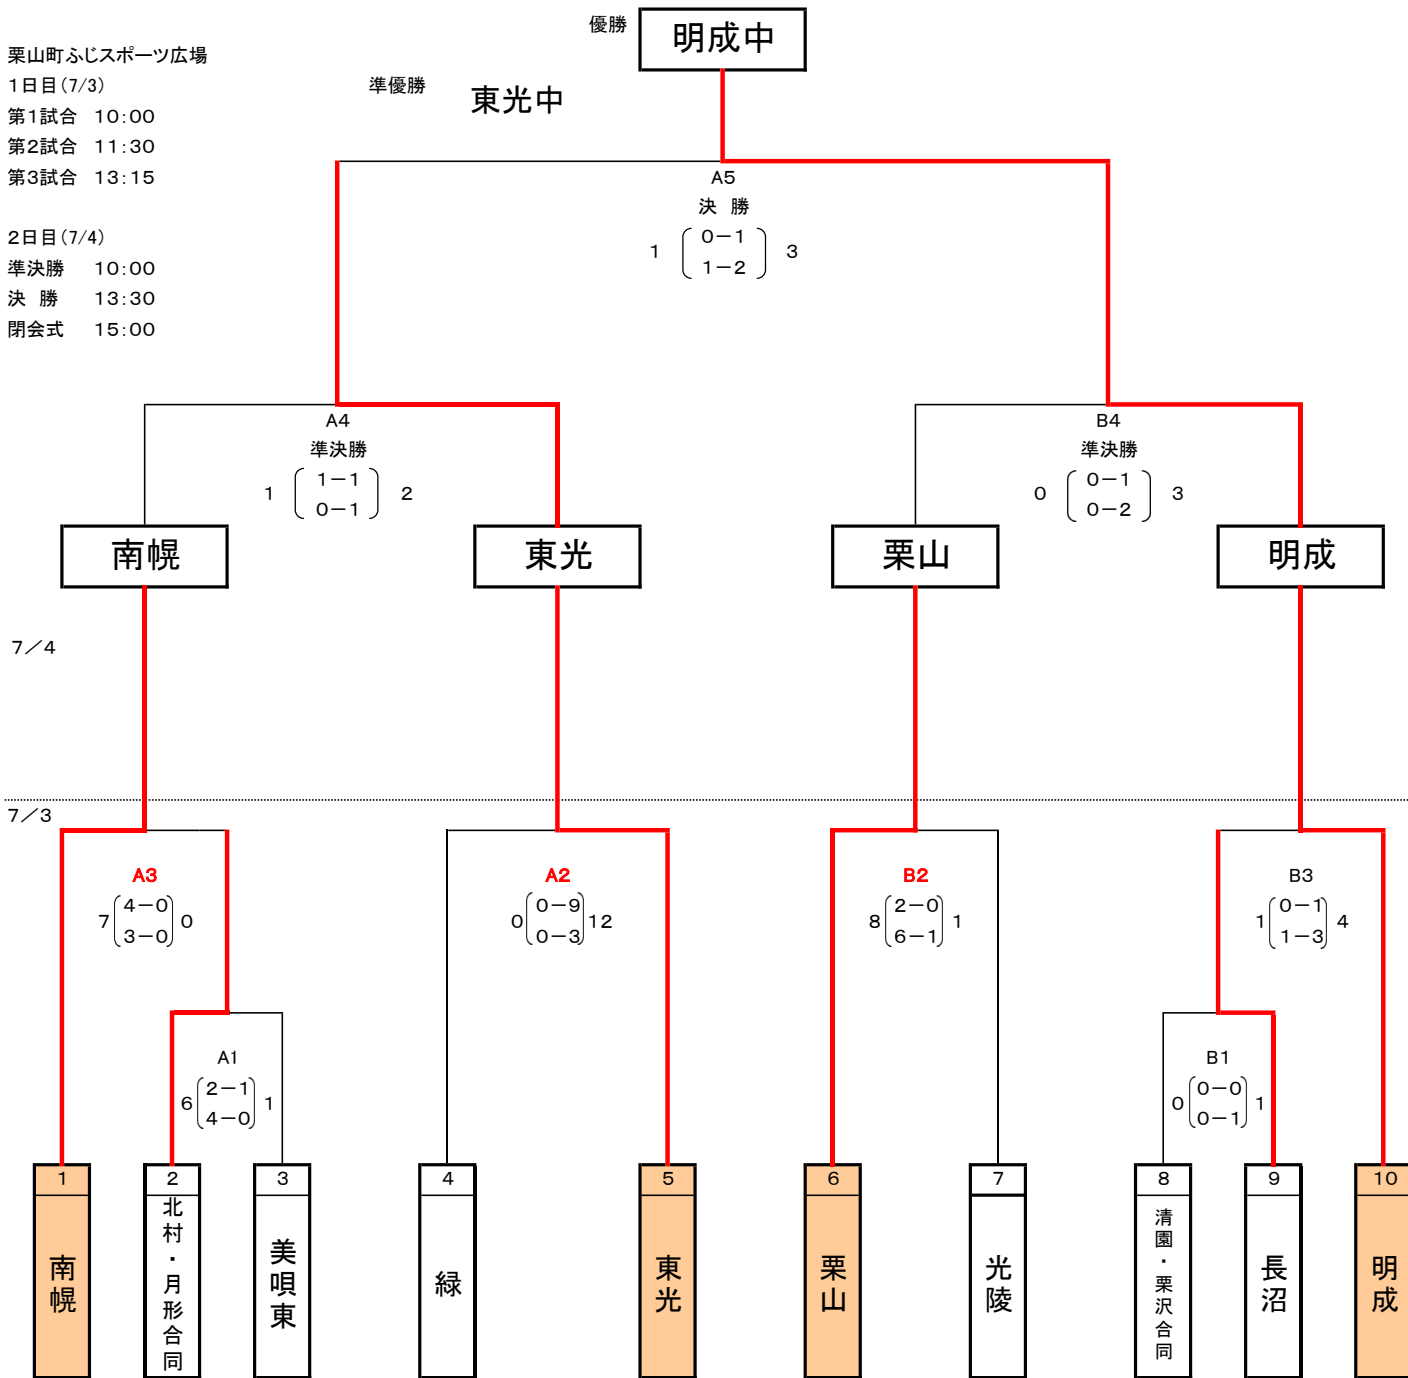 優勝
明成中
栗山町ふじスポーツ広場
1日目(7/3)
準優勝
東光中
第1試合 10:00
第2試合 11:30
第3試合 13:15
A5
決 勝
2日目(7/4)
1 0-1 3
1-2
準決勝 10:00
決 勝 13:30
閉会式 15:00
A4
準決勝
1 1-1 2
0-1
B4
準決勝
0 0-1 3
0-2
南幌
東光
栗山
明成
7/4
7/3
A3
7 4-0 0
3-0
A2
0 0-9 12
0-3
B2
8 2-0 1
6-1
B3
1 0-1 4
1-3
A1
6 2-1 1
4-0
B1
0 0-0 1
0-1
1
南幌
2
北村・月形合同
3
美唄東
4
緑
5
東光
6
栗山
7
光陵
8
清園・栗沢合同
9
長沼
10
明成